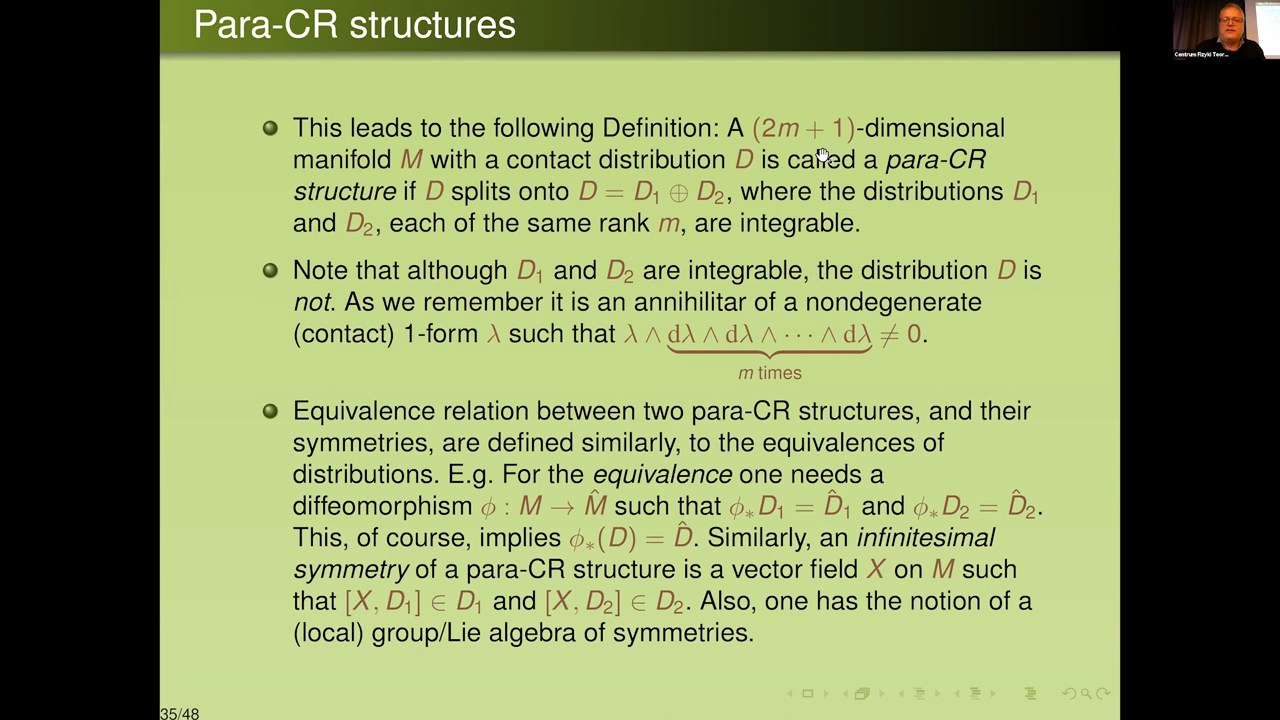 Para-CR structures
Centrum Fizyki Teor...
This leads to the following Definition: A (2m + 1)-dimensional
manifold M with a contact distribution D is called a para-CR
structure if D splits onto D = D₁ ⊕ D₂, where the distributions D₁
and D₂, each of the same rank m, are integrable.
Note that although D₁ and D₂ are integrable, the distribution D is
not. As we remember it is an annihilitar of a nondegenerate
(contact) 1-form λ such that λ ∧ dλ ∧ dλ ∧ ··· ∧ dλ ≠ 0.
m times
Equivalence relation between two para-CR structures, and their
symmetries, are defined similarly, to the equivalences of
distributions. E.g. For the equivalence one needs a
diffeomorphism ϕ : M → M̂ such that ϕ∗D₁ = D̂₁ and ϕ∗D₂ = D̂₂.
This, of course, implies ϕ∗(D) = D̂. Similarly, an infinitesimal
symmetry of a para-CR structure is a vector field X on M such
that [X, D₁] ∈ D₁ and [X, D₂] ∈ D₂. Also, one has the notion of a
(local) group/Lie algebra of symmetries.
35/48